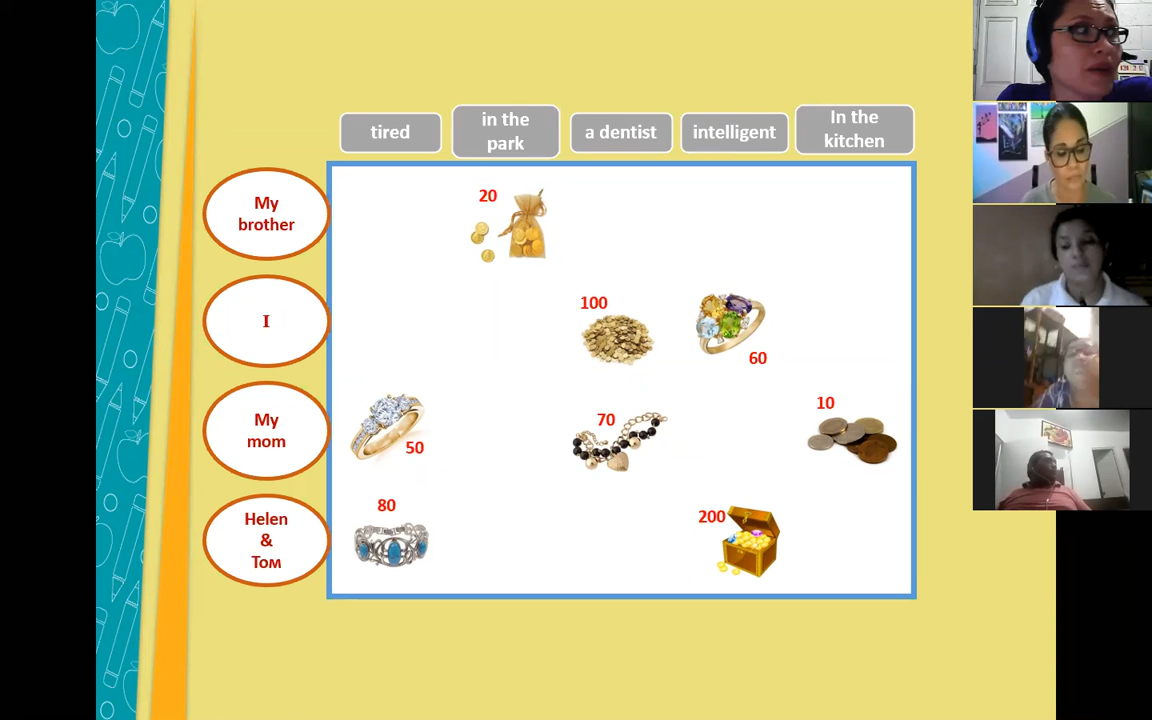 tired
in the
park
a dentist
intelligent
In the
kitchen
My
brother
20
I
100
60
My
mom
50
70
10
Helen
&
Tom
80
200